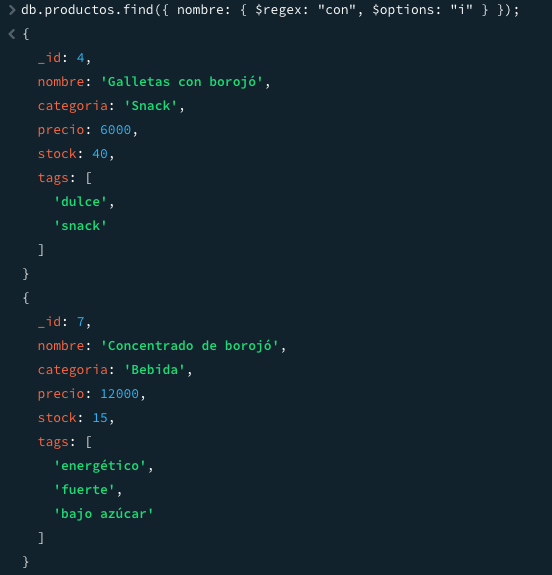 > db.productos.find({ nombre: { $regex: "con", $options: "i" } });
< {
_id: 4,
nombre: 'Galletas con borojó',
categoria: 'Snack',
precio: 6000,
stock: 40,
tags: [
'dulce',
'snack'
]
}
{
_id: 7,
nombre: 'Concentrado de borojó',
categoria: 'Bebida',
precio: 12000,
stock: 15,
tags: [
'energético',
'fuerte',
'bajo azúcar'
]
}